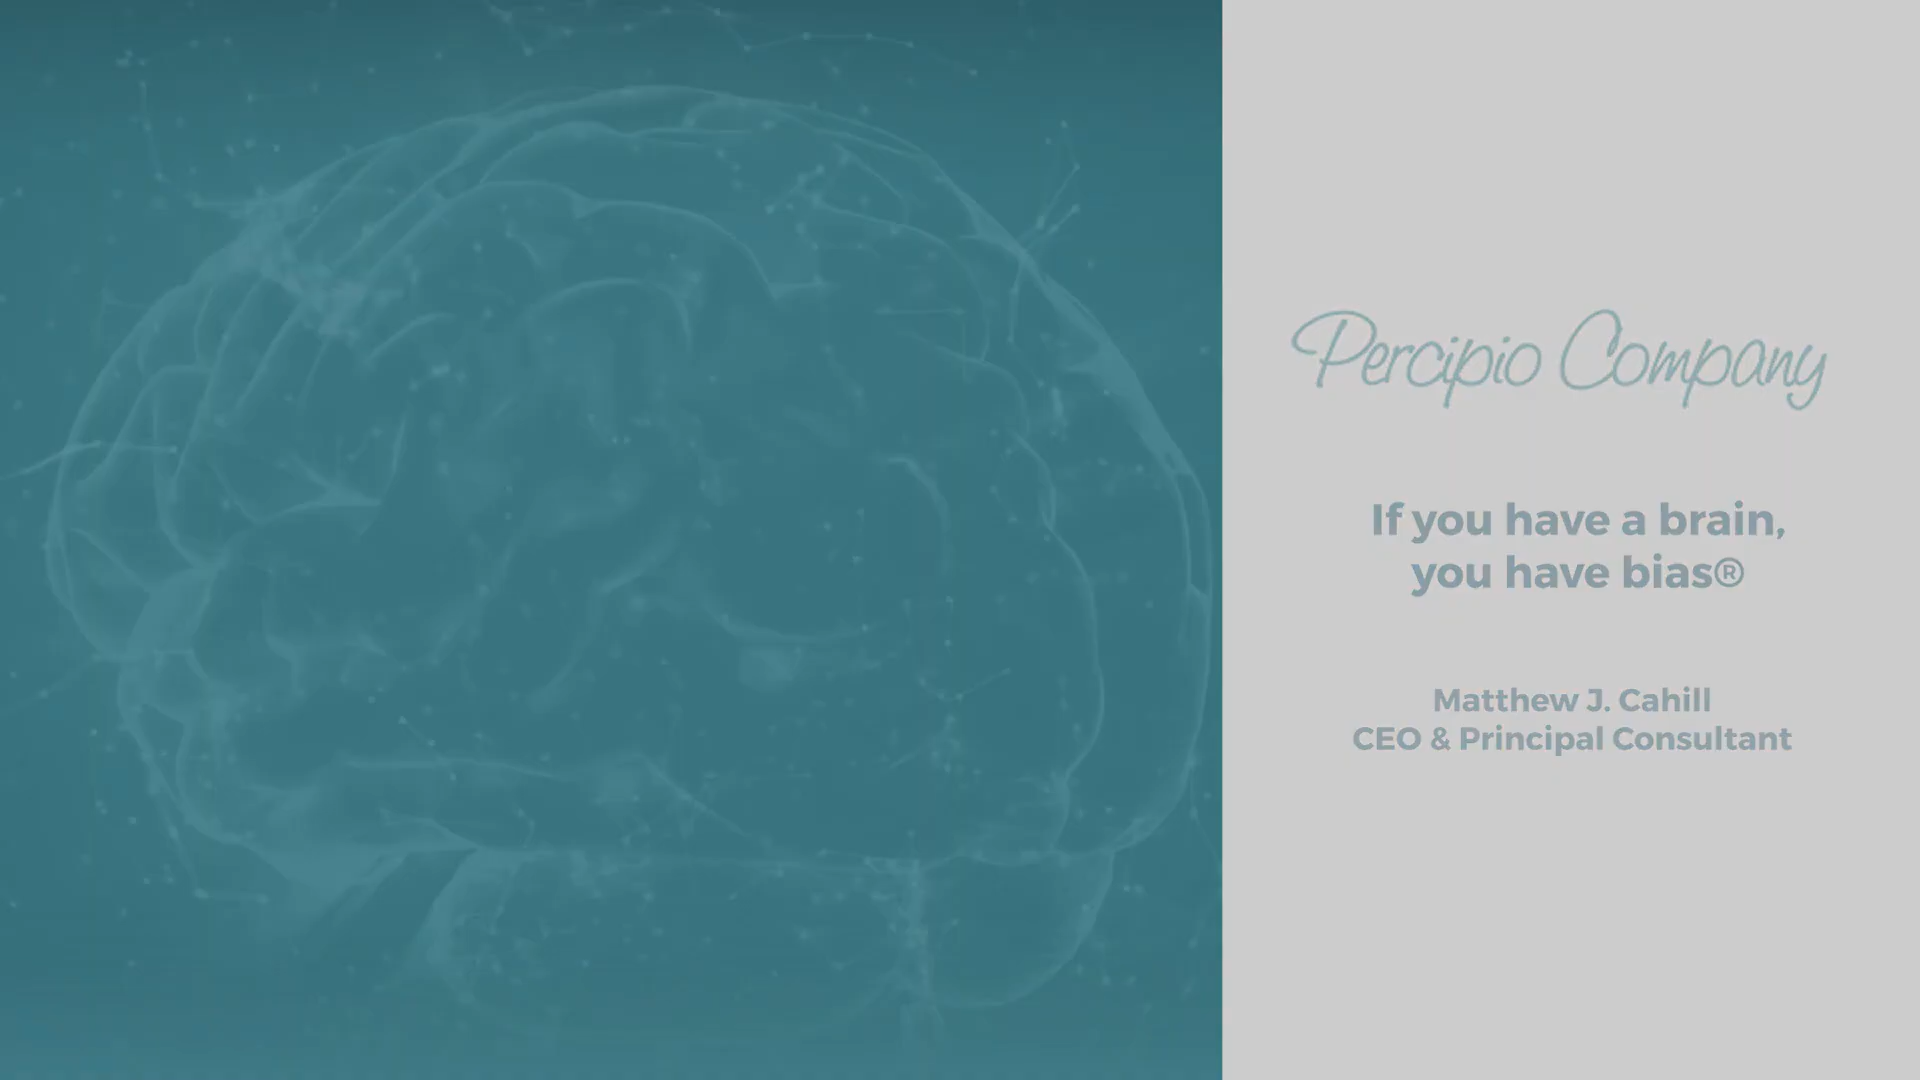 Percipio Company
If you have a brain,
you have bias®
Matthew J. Cahill
CEO & Principal Consultant